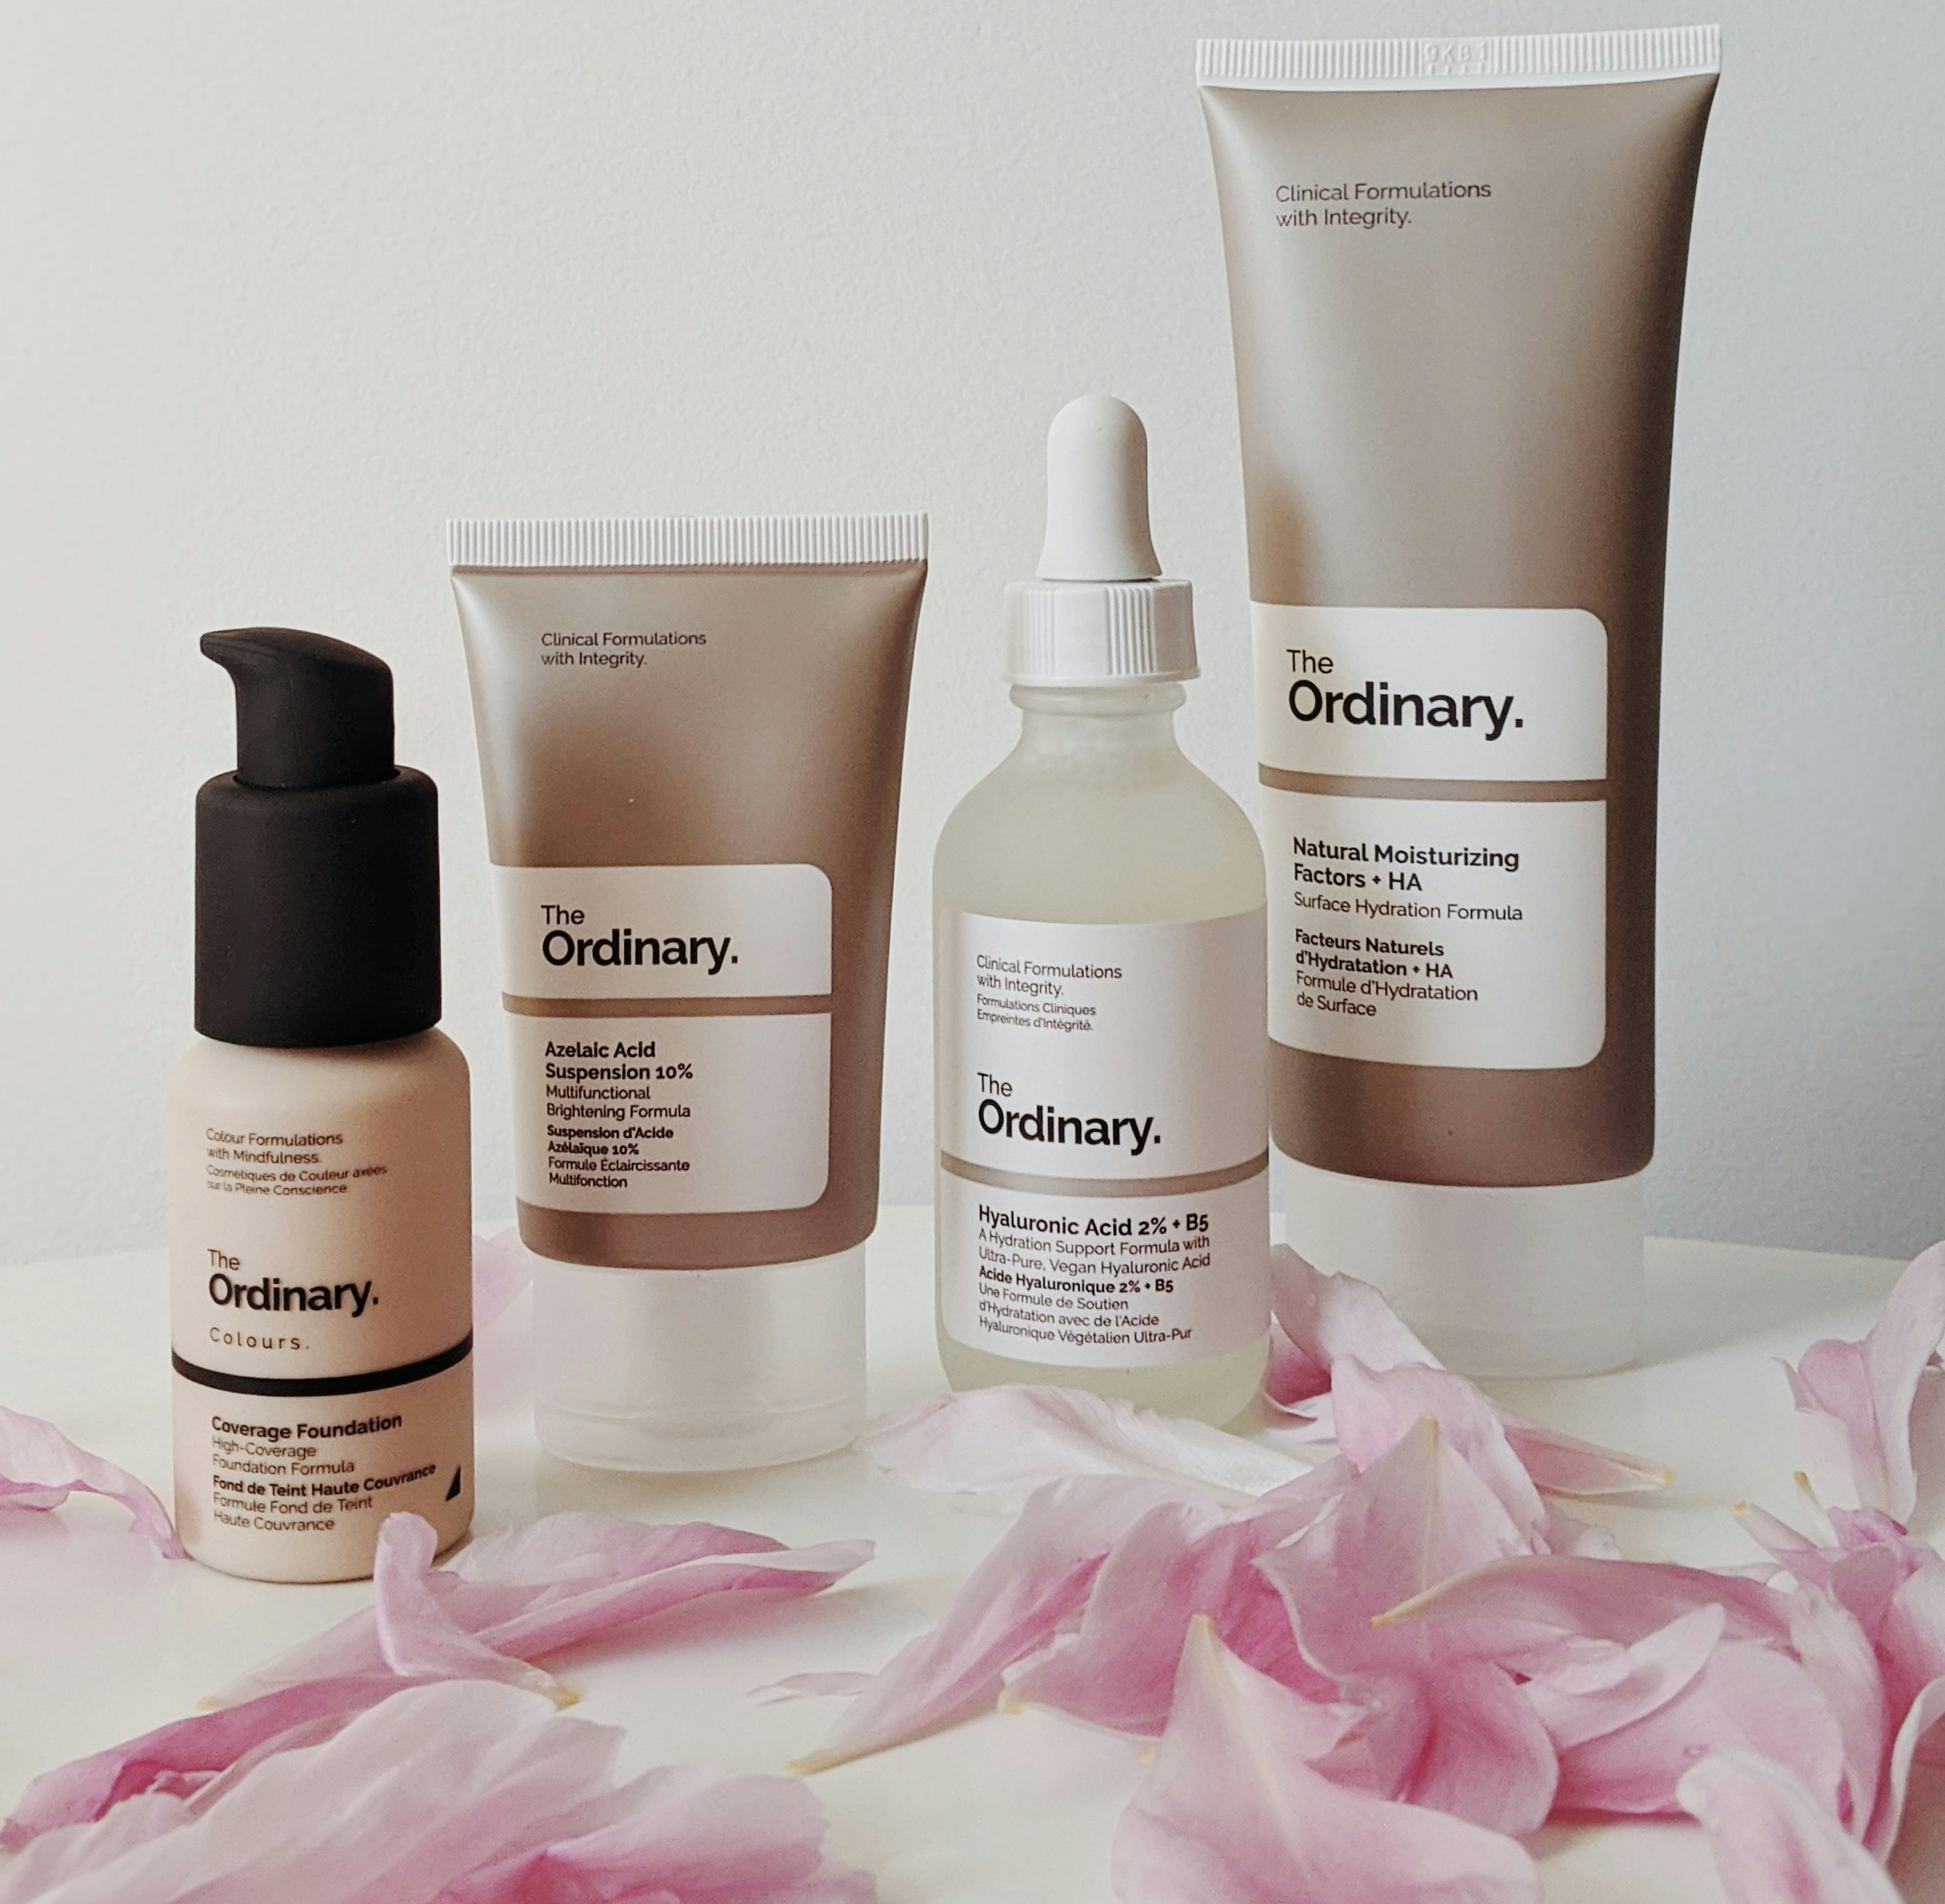 Colour Formulations
with Mindfulness.
Cosmetiques de Couleur axées
sur la Pleine Conscience.
The
Ordinary.
Colours.
Coverage Foundation
High-Coverage
Foundation Formula
Fond de Teint Haute Couvrance
Formule Fond de Teint
Haute Couvrance
Clinical Formulations
with Integrity.
The
Ordinary.
Azelaic Acid
Suspension 10%
Multifunctional
Brightening Formula
Suspension d'Acide
Azélaïque 10%
Formule Éclaircissante
Multifonction
Clinical Formulations
with Integrity.
Formulations Cliniques
Empreintes d'Intégrité.
The
Ordinary.
Hyaluronic Acid 2% + B5
A Hydration Support Formula with
Ultra-Pure, Vegan Hyaluronic Acid
Acide Hyaluronique 2% + B5
Une Formule de Soutien
d'Hydratation avec de l'Acide
Hyaluronique Végétalien Ultra-Pur
9KB1
Clinical Formulations
with Integrity.
The
Ordinary.
Natural Moisturizing
Factors + HA
Surface Hydration Formula
Facteurs Naturels
d'Hydratation + HA
Formule d'Hydratation
de Surface